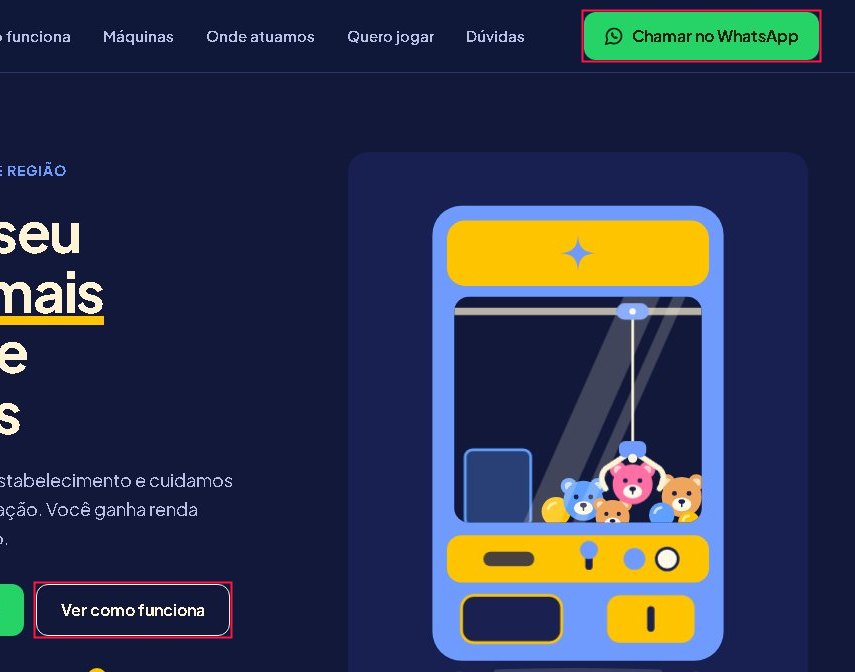 funciona
Máquinas
Onde atuamos
Quero jogar
Dúvidas
Chamar no WhatsApp
REGIÃO
seu
mais
e
s
stabelecimento e cuidamos
ação. Você ganha renda
o.
Ver como funciona